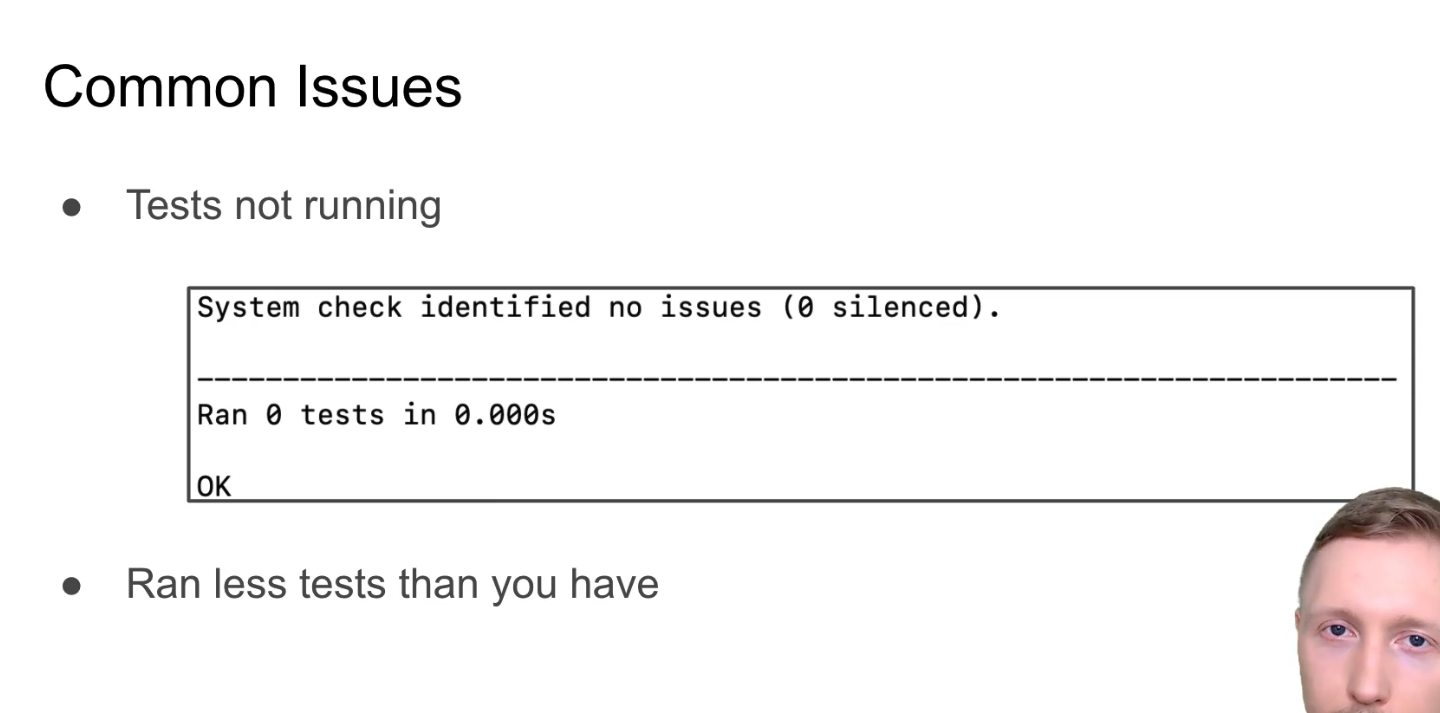 Common Issues
● Tests not running
System check identified no issues (0 silenced).
----------------------------------------------------------------------
Ran 0 tests in 0.000s
OK
● Ran less tests than you have